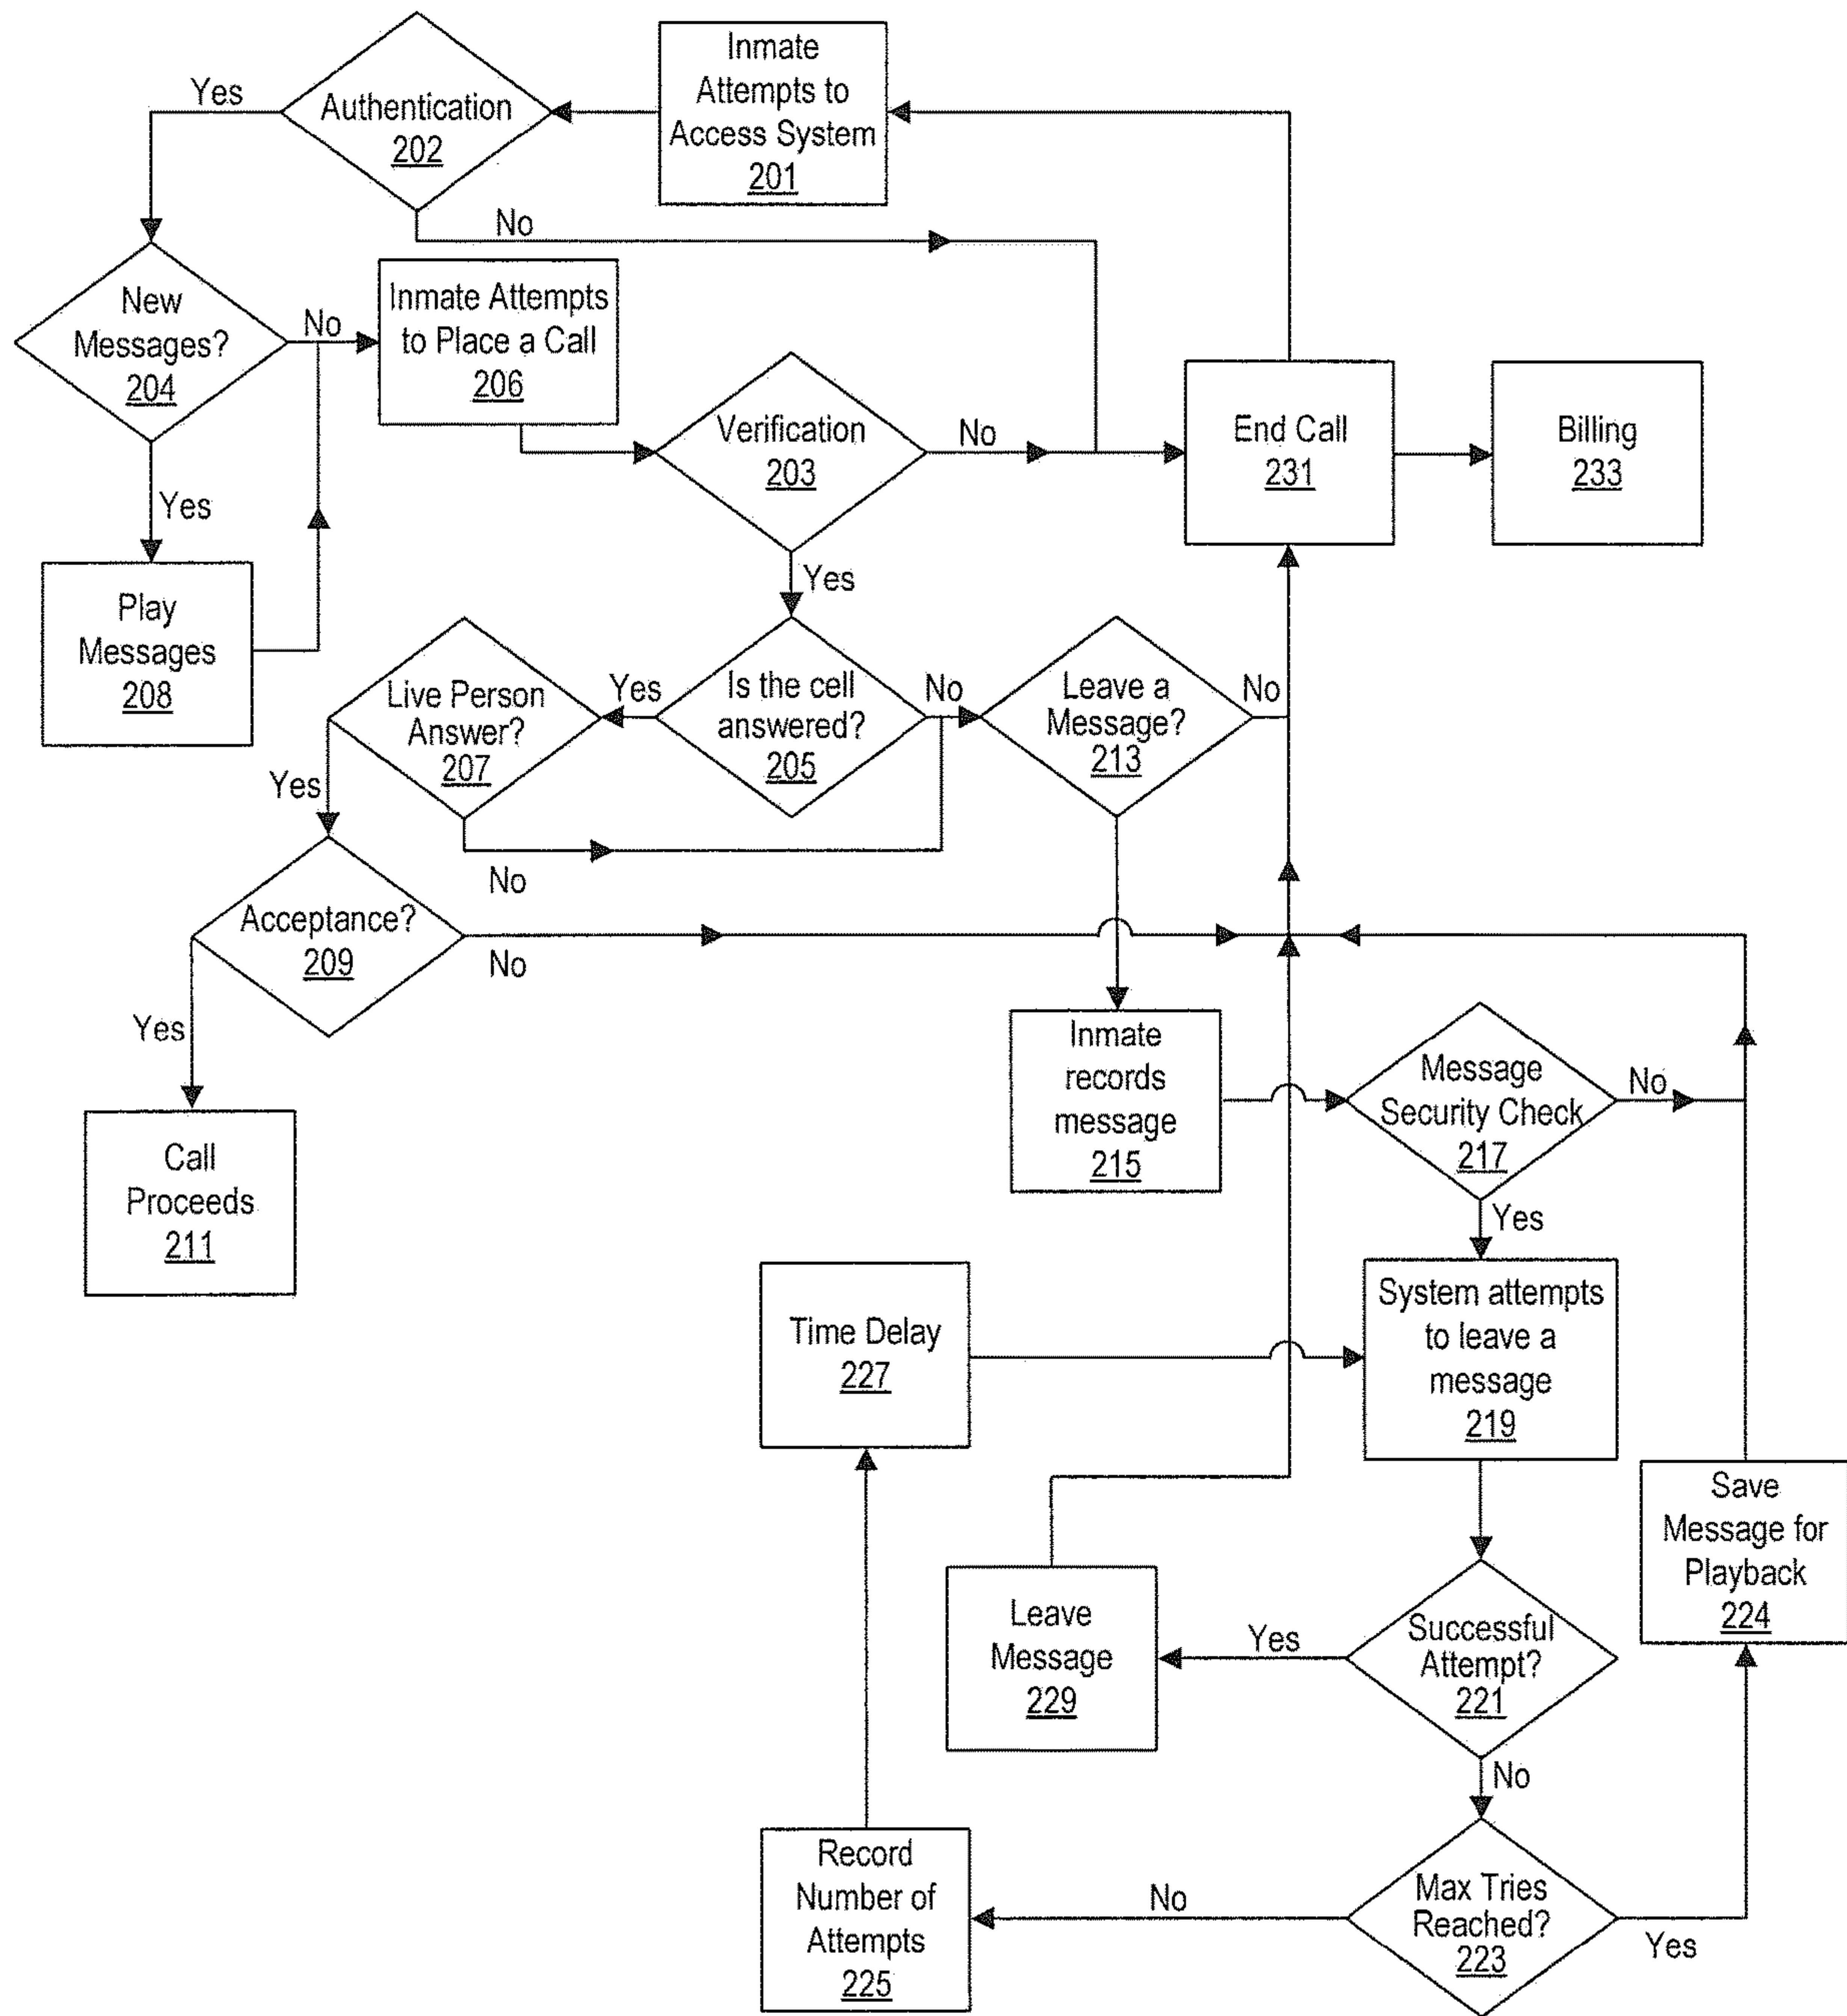 Inmate
Attempts to
Access System
201
Authentication
202
Yes
No
New
Messages?
204
No
Inmate Attempts
to Place a Call
206
Yes
Play
Messages
208
Verification
203
No
Yes
End Call
231
Billing
233
Is the cell
answered?
205
Yes
No
Live Person
Answer?
207
Yes
No
Leave a
Message?
213
No
Acceptance?
209
No
Yes
Call
Proceeds
211
Inmate
records
message
215
Message
Security Check
217
No
Yes
System attempts
to leave a
message
219
Time Delay
227
Save
Message for
Playback
224
Successful
Attempt?
221
Yes
No
Leave
Message
229
Max Tries
Reached?
223
No
Yes
Record
Number of
Attempts
225